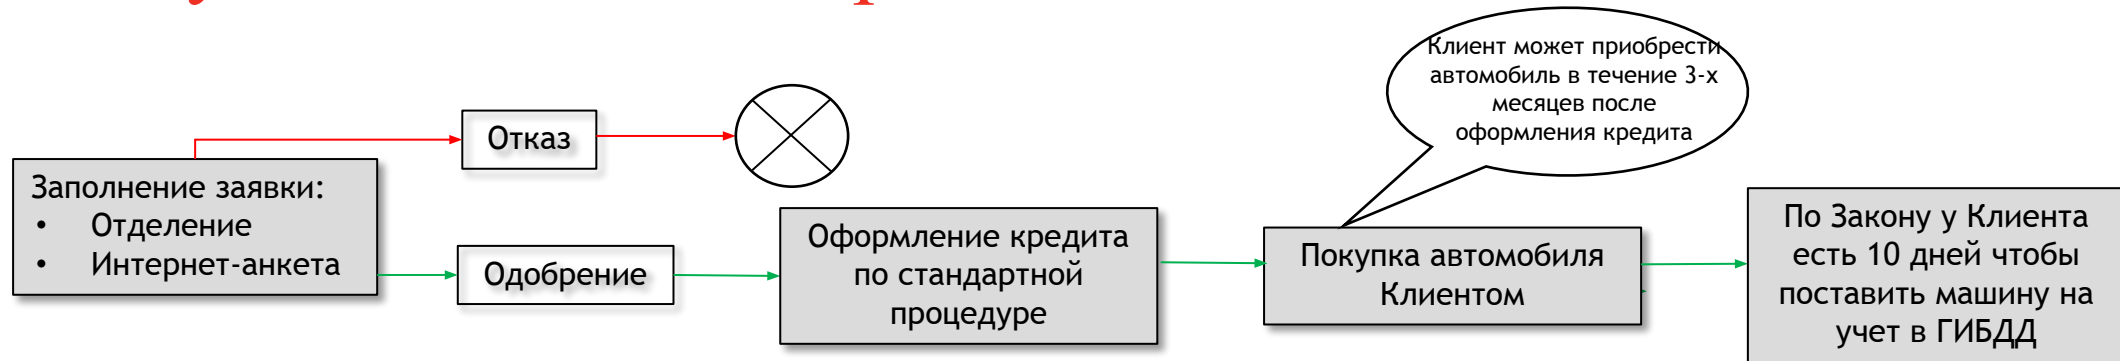 Клиент может приобрести
автомобиль в течение 3-х
месяцев после
оформления кредита
Отказ
Заполнение заявки:
• Отделение
• Интернет-анкета
Одобрение
Оформление кредита
по стандартной
процедуре
Покупка автомобиля
Клиентом
По Закону у Клиента
есть 10 дней чтобы
поставить машину на
учет в ГИБДД